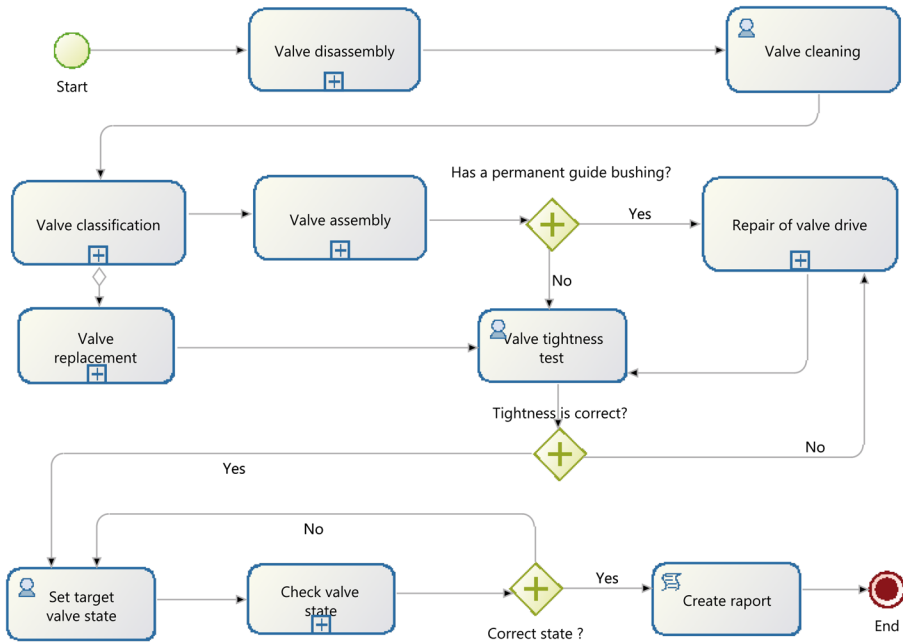 Start
Valve disassembly
Valve cleaning
Has a permanent guide bushing?
Valve classification
Valve assembly
Yes
Repair of valve drive
No
Valve
replacement
Valve tightness
test
Tightness is correct?
No
Yes
No
Set target
valve state
Check valve
state
Yes
Create raport
Correct state ?
End